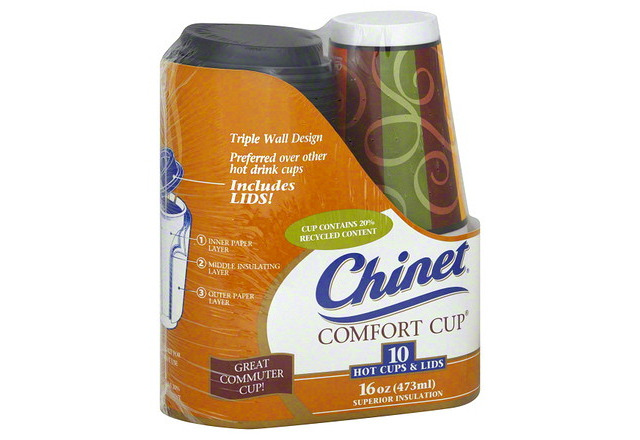 Triple Wall Design
Preferred over other
hot drink cups
Includes
LIDS!
CUP CONTAINS 20%
RECYCLED CONTENT
1 INNER PAPER
LAYER
2 MIDDLE INSULATING
LAYER
3 OUTER PAPER
LAYER
Chinet®
COMFORT CUP®
10
HOT CUPS & LIDS
16 oz (473ml)
SUPERIOR INSULATION
GREAT
COMMUTER
CUP!